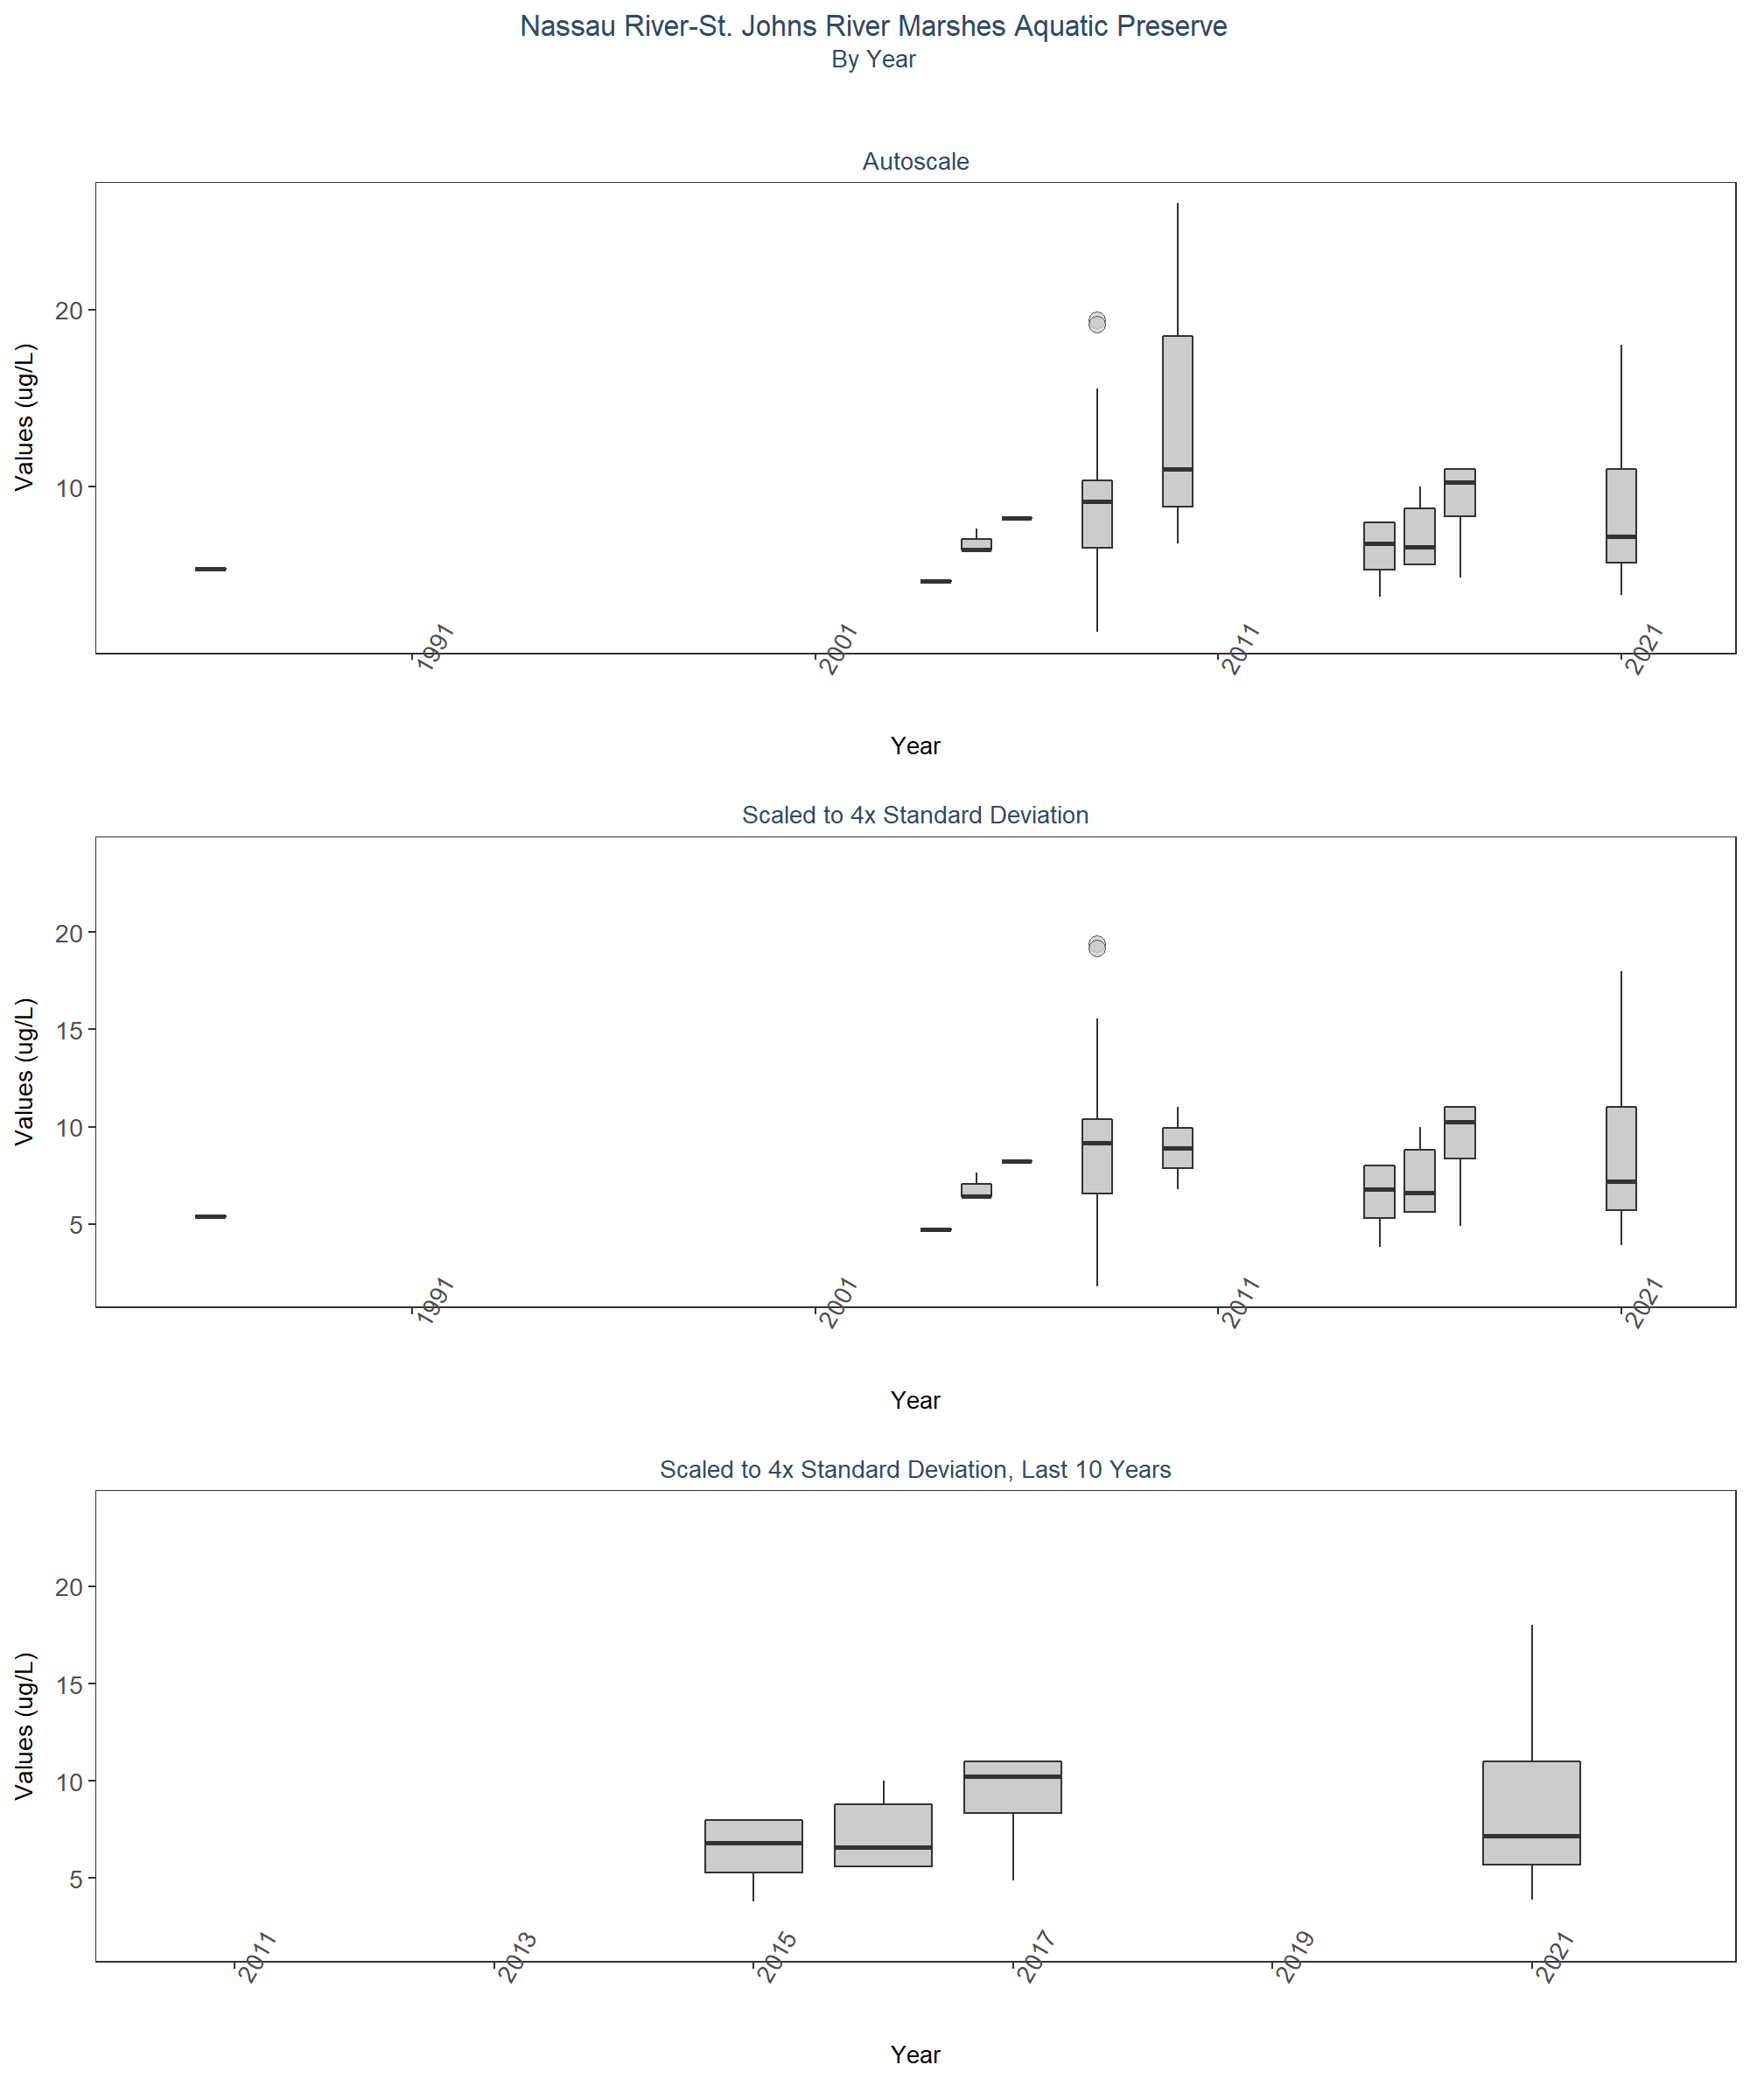 Nassau River-St. Johns River Marshes Aquatic Preserve
By Year
Autoscale
Values (ug/L)
20
10
1991
2001
2011
2021
Year
Scaled to 4x Standard Deviation
Values (ug/L)
20
15
10
5
1991
2001
2011
2021
Year
Scaled to 4x Standard Deviation, Last 10 Years
Values (ug/L)
20
15
10
5
2011
2013
2015
2017
2019
2021
Year